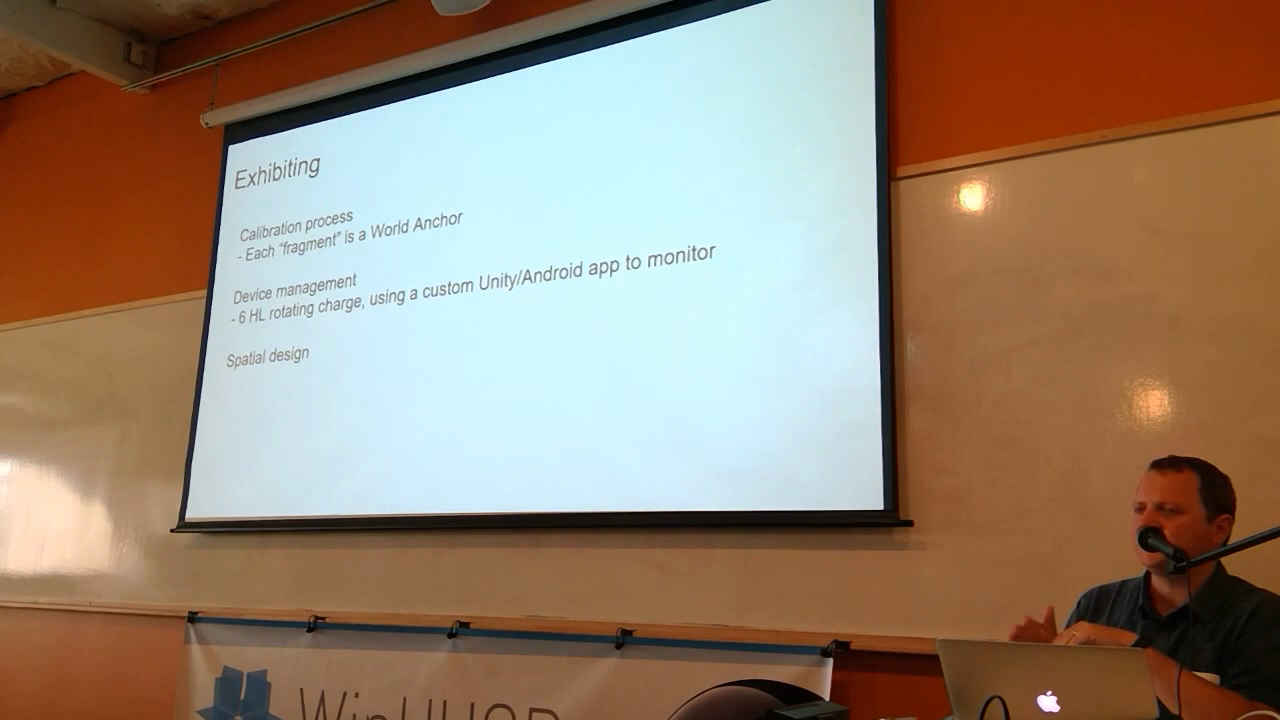 Exhibiting
Calibration process
- Each “fragment” is a World Anchor
Device management
- 6 HL rotating charge, using a custom Unity/Android app to monitor
Spatial design